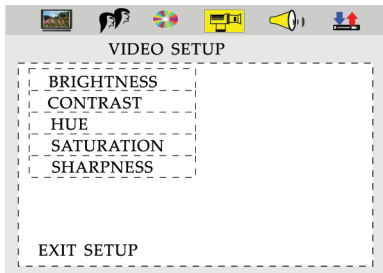 VIDEO SETUP
BRIGHTNESS
CONTRAST
HUE
SATURATION
SHARPNESS
EXIT SETUP